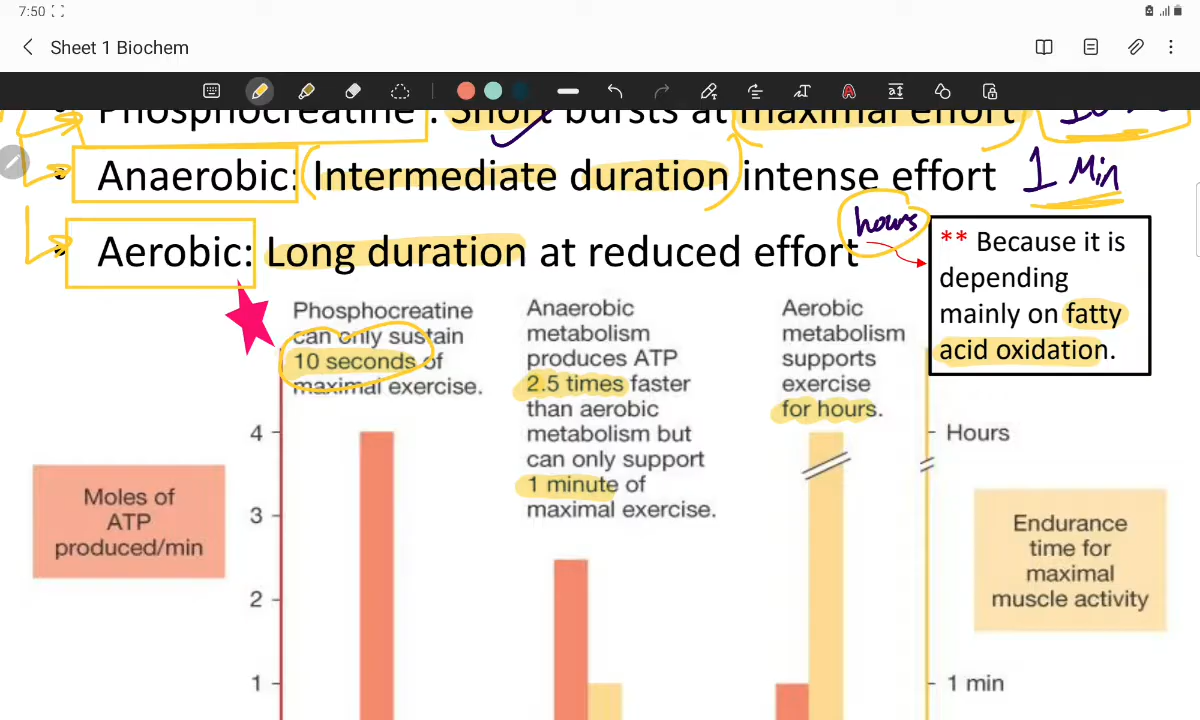 7:50
Sheet 1 Biochem
Phosphocreatine : Short bursts at maximal effort
Anaerobic: Intermediate duration intense effort 1 Min
hours
Aerobic: Long duration at reduced effort
** Because it is
depending
mainly on fatty
acid oxidation.
Phosphocreatine
can only sustain
10 seconds of
maximal exercise.
Anaerobic
metabolism
produces ATP
2.5 times faster
than aerobic
metabolism but
can only support
1 minute of
maximal exercise.
Aerobic
metabolism
supports
exercise
for hours.
4
3
2
1
Moles of
ATP
produced/min
Hours
1 min
Endurance
time for
maximal
muscle activity